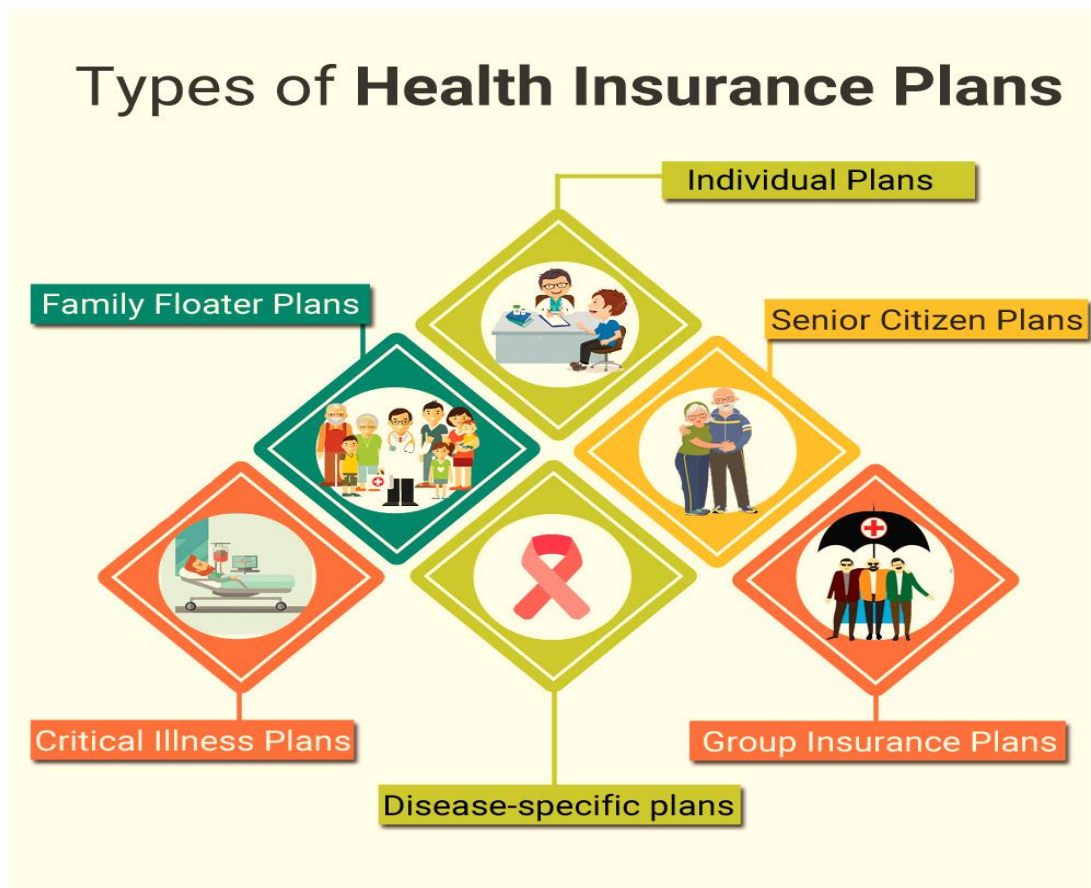 Types of Health Insurance Plans
Individual Plans
Family Floater Plans
Senior Citizen Plans
Critical Illness Plans
Group Insurance Plans
Disease-specific plans